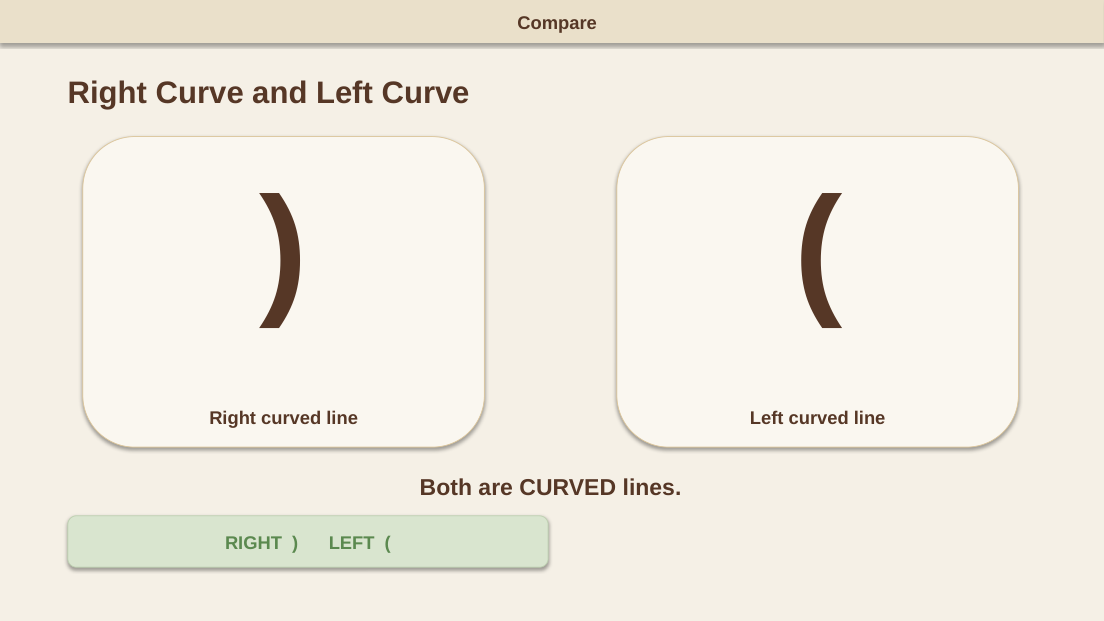 Compare
Right Curve and Left Curve
) (
Right curved line Left curved line
Both are CURVED lines.
RIGHT ) LEFT (